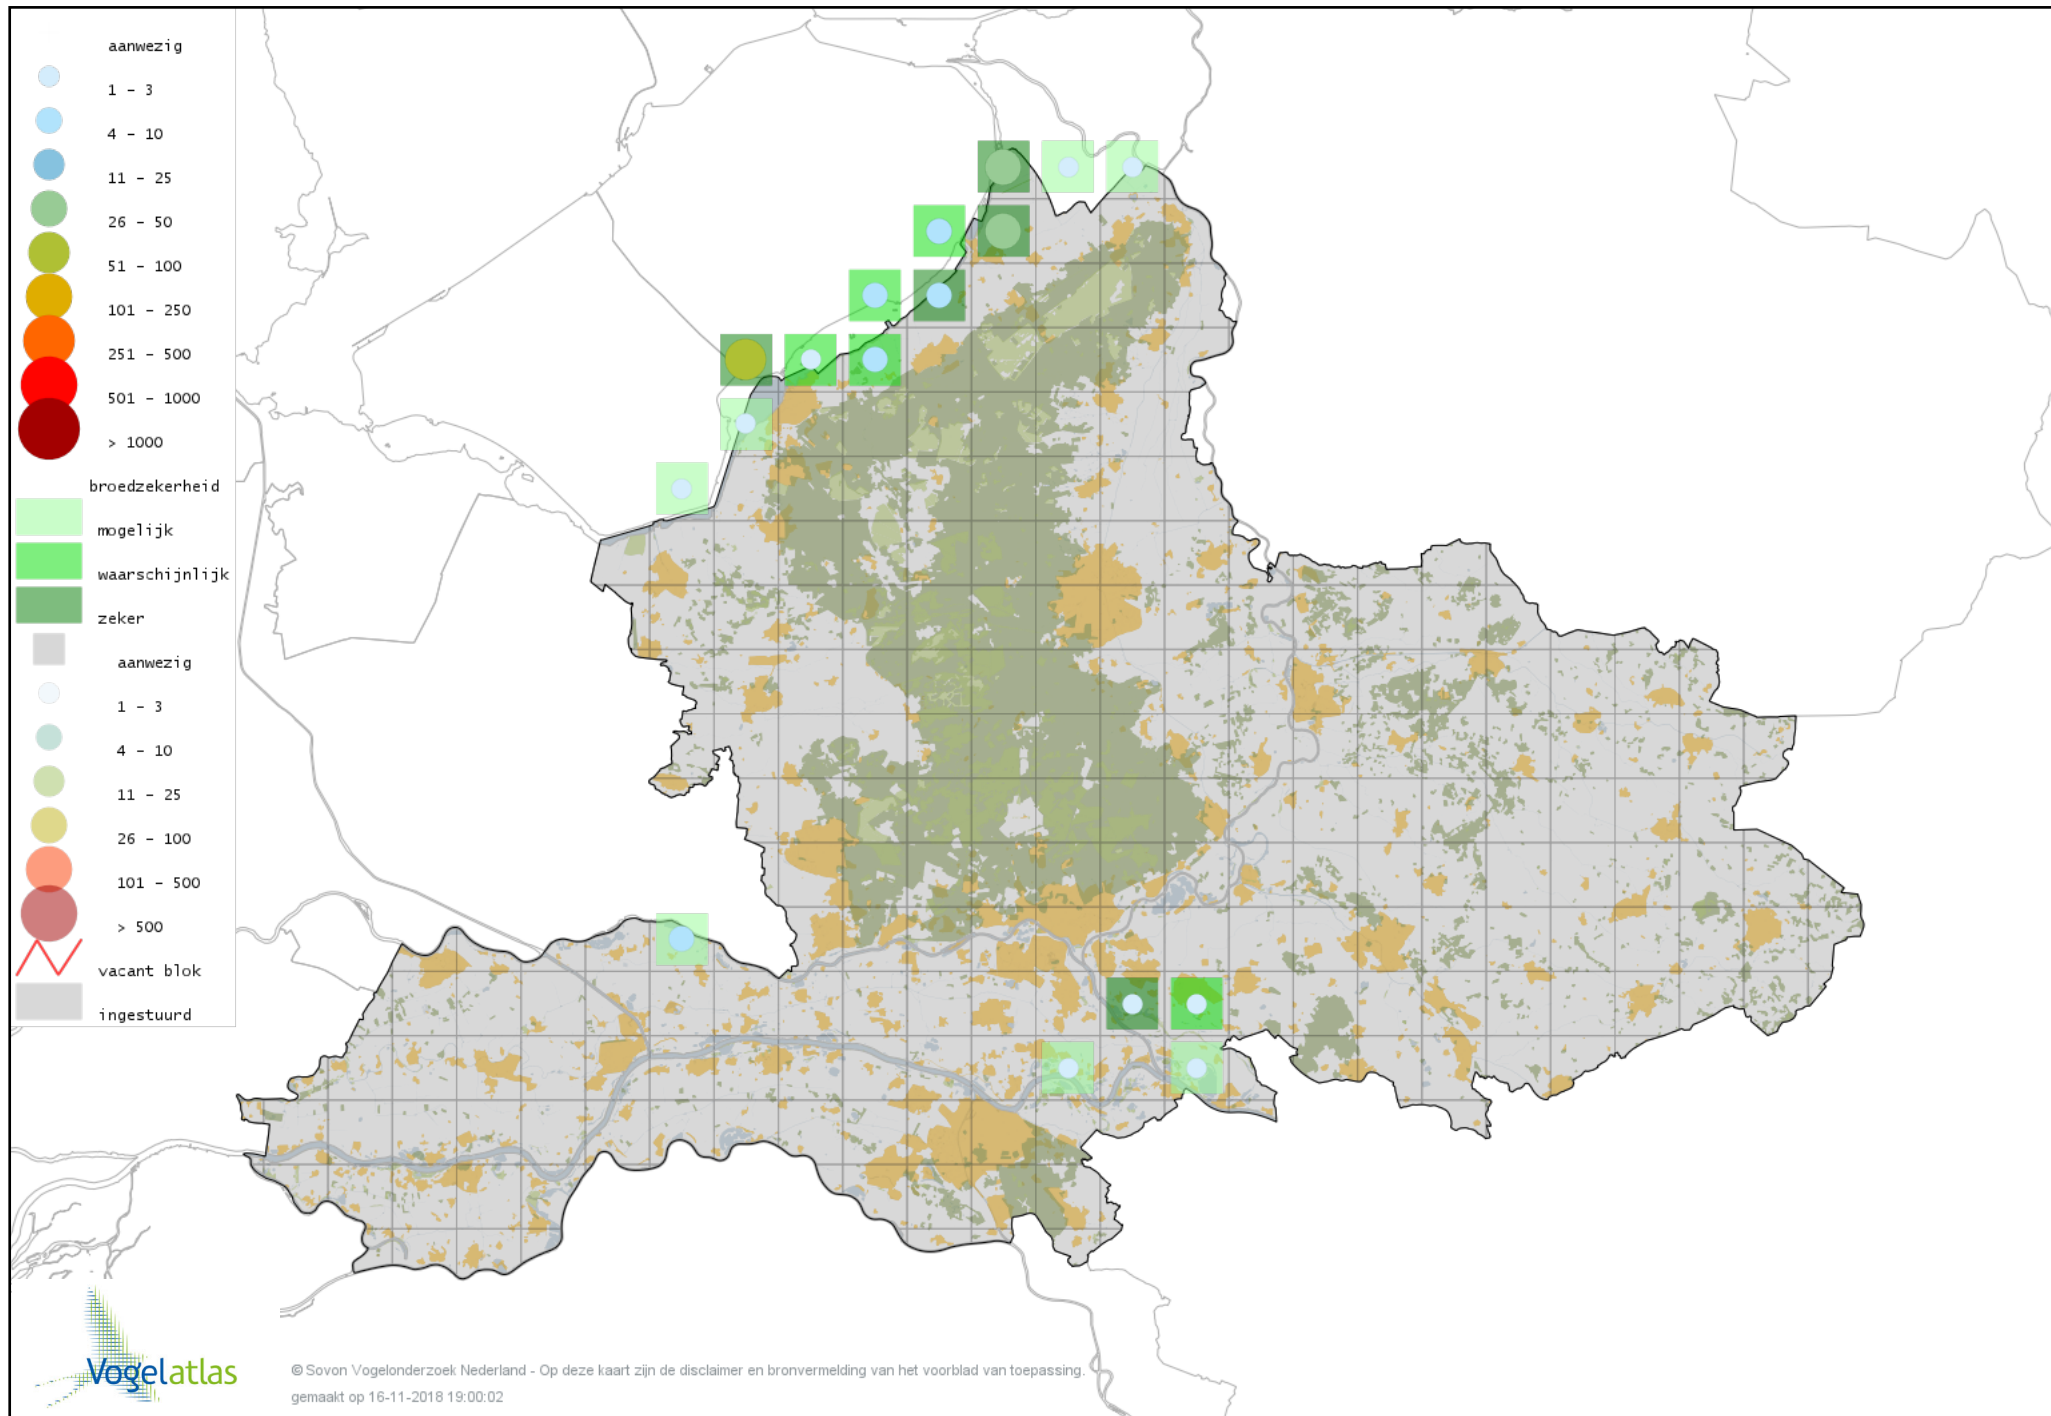 aanwezig
1 - 3
4 - 10
11 - 25
26 - 50
51 - 100
101 - 250
251 - 500
501 - 1000
> 1000
broedzekerheid
mogelijk
waarschijnlijk
zeker
aanwezig
1 - 3
4 - 10
11 - 25
26 - 100
101 - 500
> 500
vacant blok
ingestuurd
Vogelatlas
© Sovon Vogelonderzoek Nederland - Op deze kaart zijn de disclaimer en bronvermelding van het voorblad van toepassing.
gemaakt op 16-11-2018 19:00:02